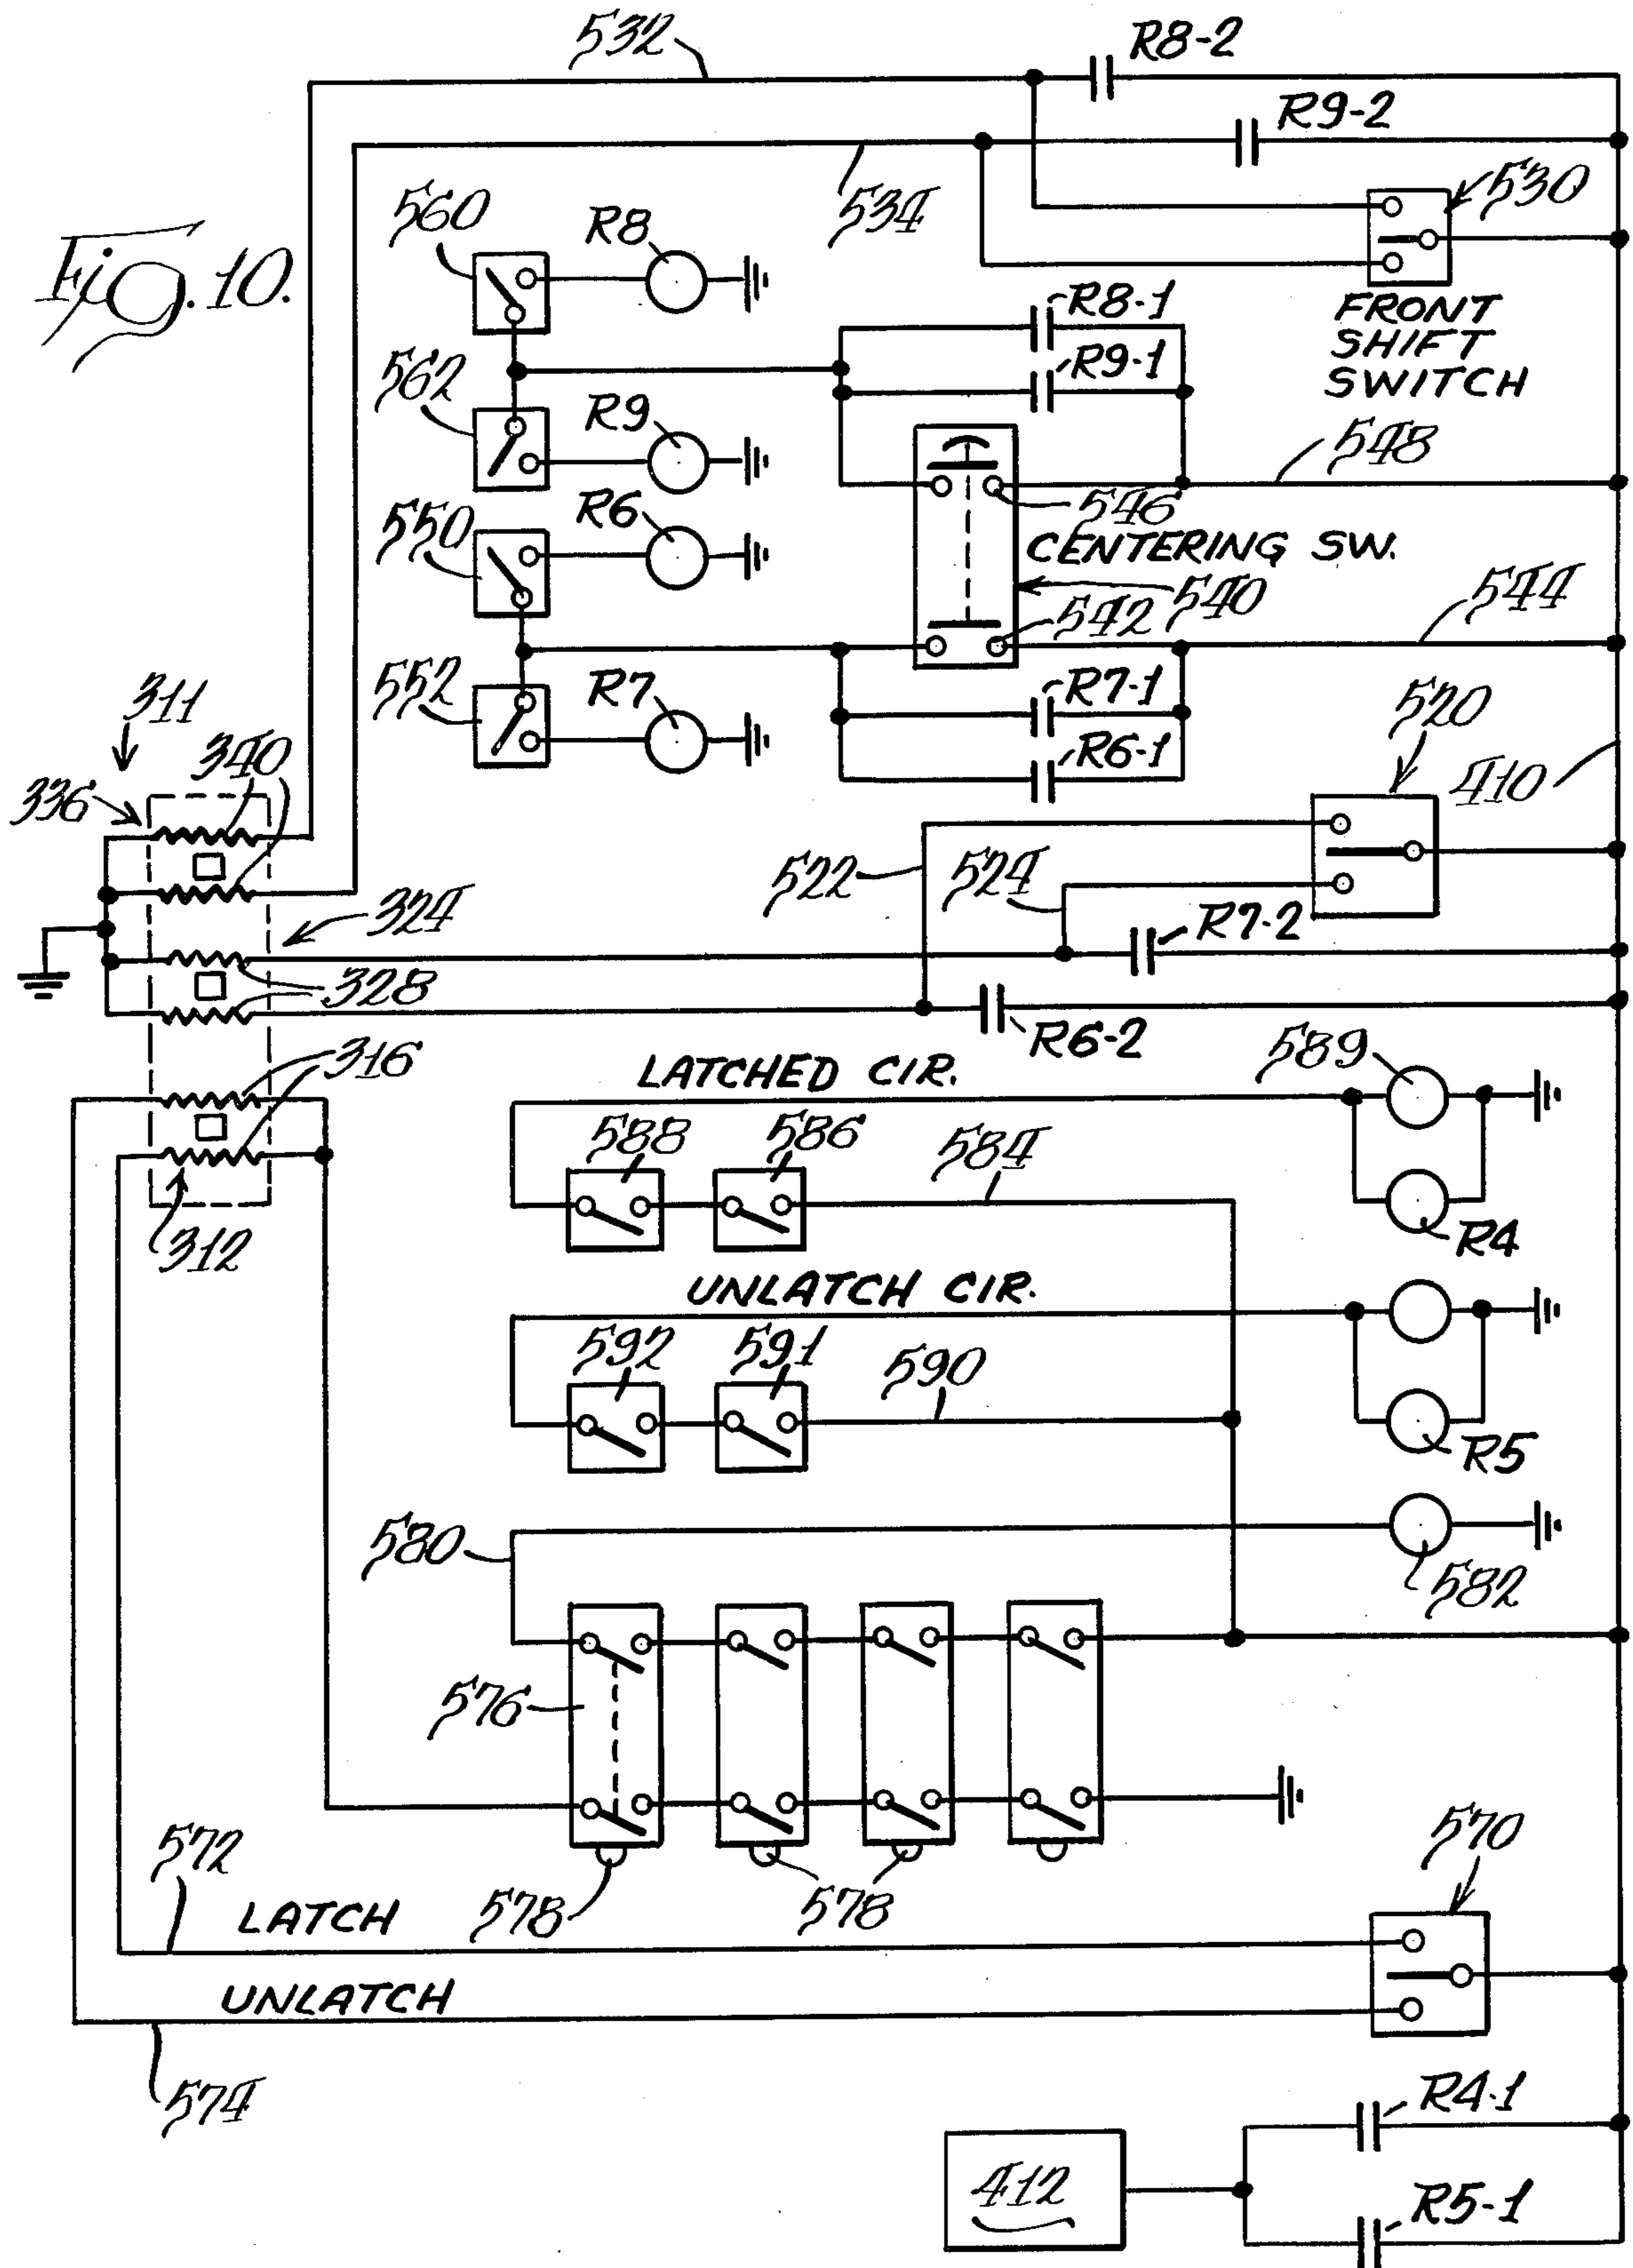 532
R8-2
R9-2
534
530
560
R8
Fig. 10.
R8-1
FRONT
SHIFT
SWITCH
562
R9
R9-1
548
550
R6
546
CENTERING SW.
540
544
542
552
R7
R7-1
520
311
340
R6-1
410
336
522
524
324
R7-2
328
R6-2
316
LATCHED CIR.
589
588
586
584
312
R4
UNLATCH CIR.
592
591
590
R5
580
582
576
572
570
578
578
LATCH
UNLATCH
574
R4-1
412
R5-1